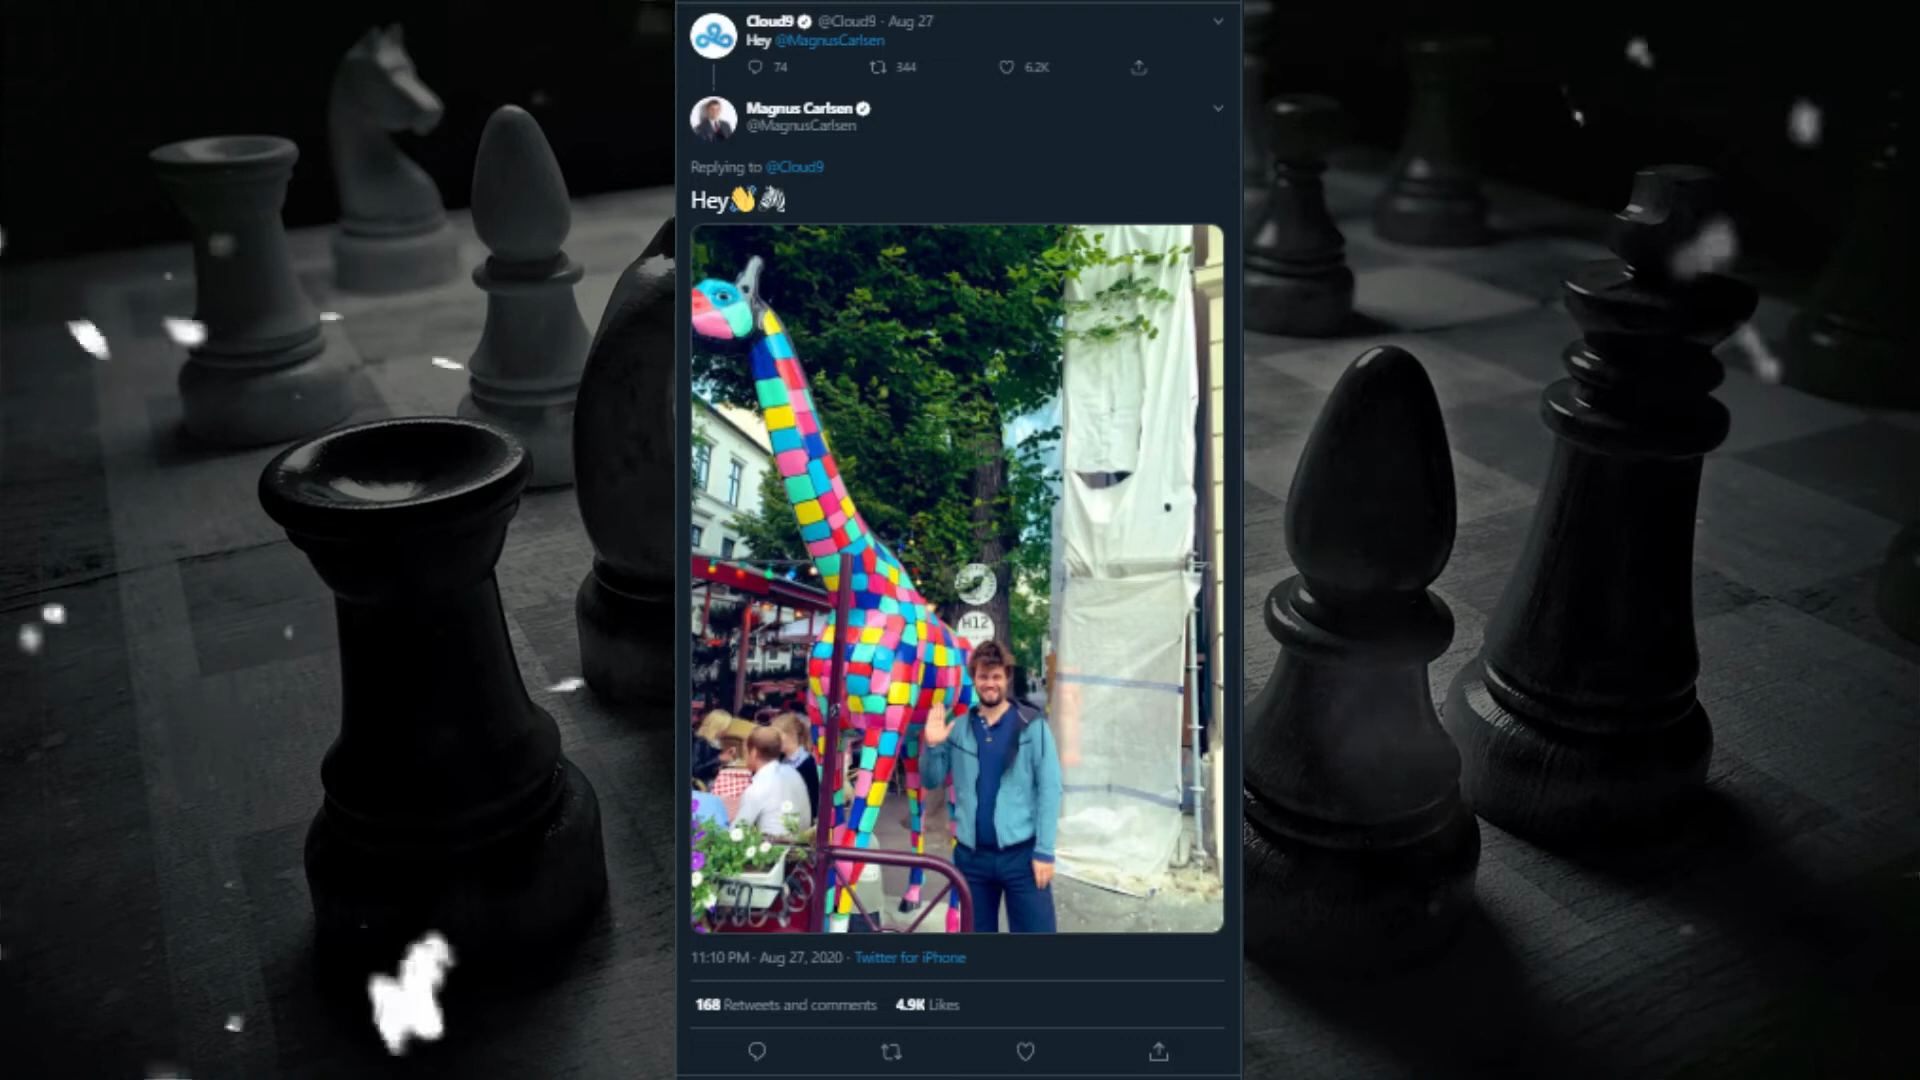 Cloud9 @Cloud9 · Aug 27
Hey @MagnusCarlsen
74 344 6.2K
Magnus Carlsen
@MagnusCarlsen
Replying to @Cloud9
Hey👋🦓
H12
11:10 PM · Aug 27, 2020 · Twitter for iPhone
168 Retweets and comments 4.9K Likes